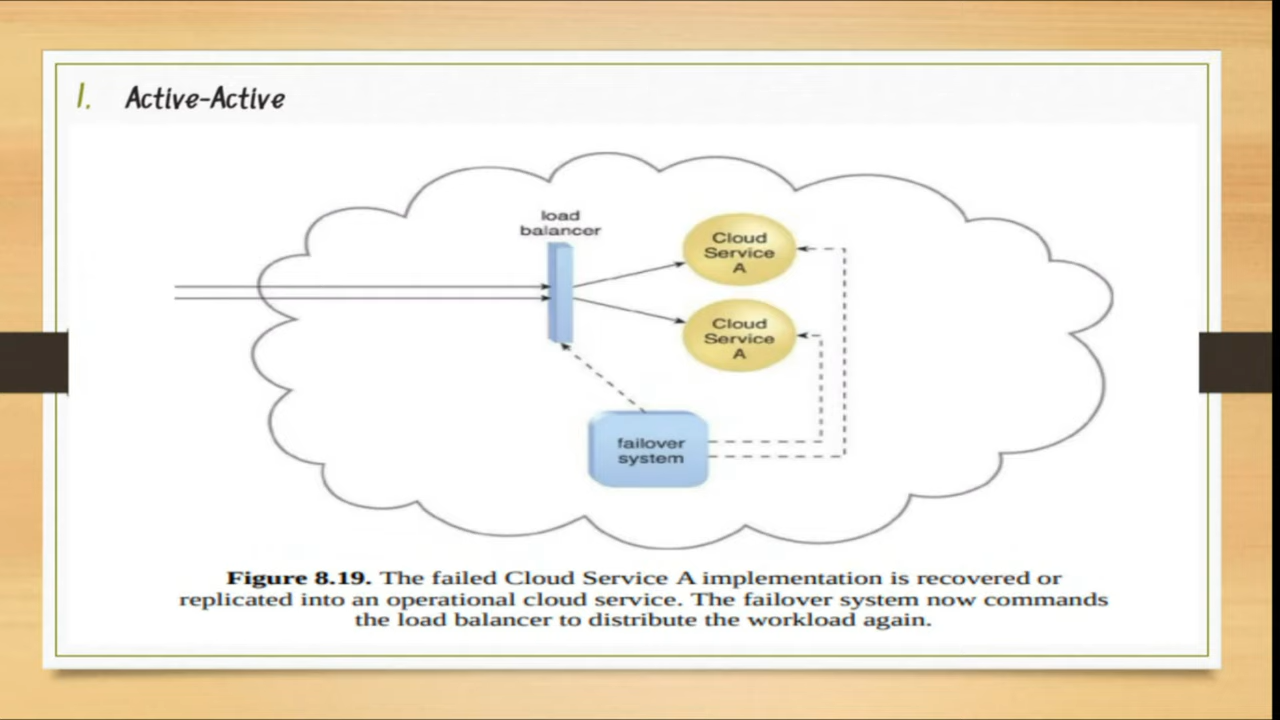 I. Active-Active
load
balancer
Cloud
Service
A
Cloud
Service
A
failover
system
Figure 8.19. The failed Cloud Service A implementation is recovered or
replicated into an operational cloud service. The failover system now commands
the load balancer to distribute the workload again.